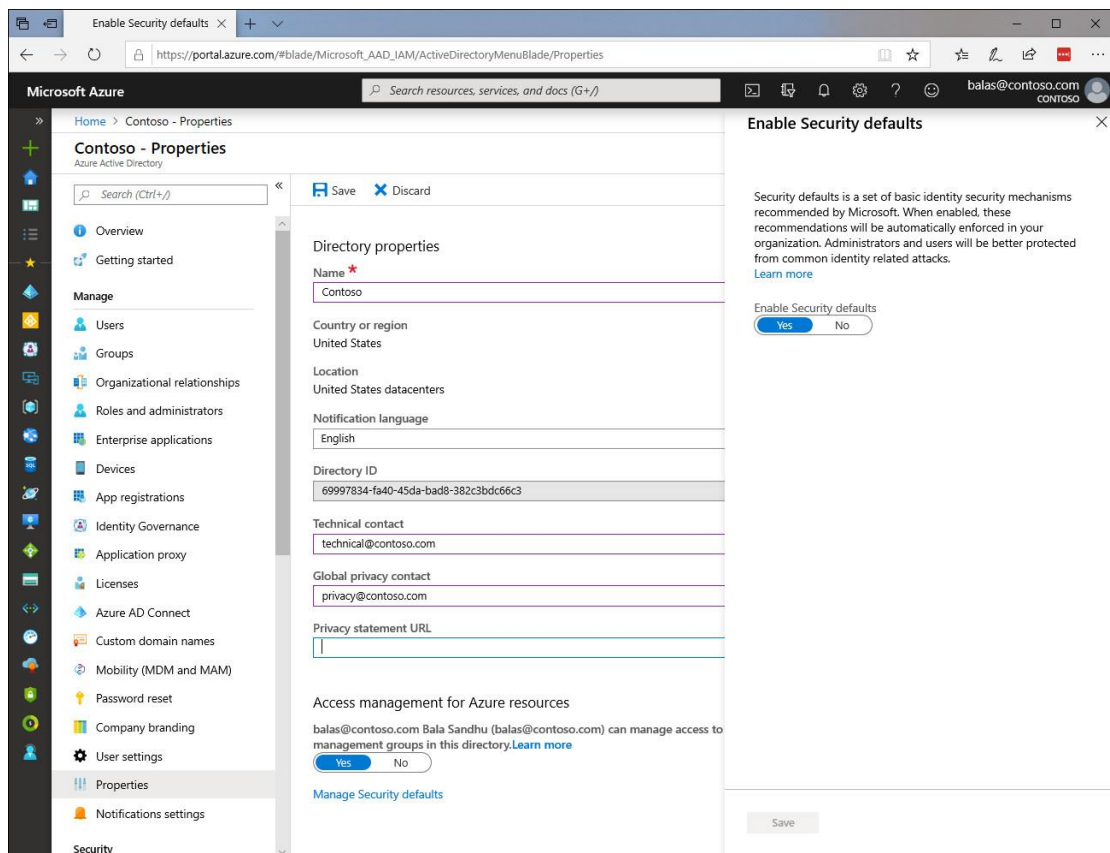 Enable Security defaults
https://portal.azure.com/#blade/Microsoft_AAD_IAM/ActiveDirectoryMenuBlade/Properties
Microsoft Azure
Search resources, services, and docs (G+/)
balas@contoso.com
CONTOSO
Home > Contoso - Properties
Contoso - Properties
Azure Active Directory
Search (Ctrl+/)
Overview
Getting started
Manage
Users
Groups
Organizational relationships
Roles and administrators
Enterprise applications
Devices
App registrations
Identity Governance
Application proxy
Licenses
Azure AD Connect
Custom domain names
Mobility (MDM and MAM)
Password reset
Company branding
User settings
Properties
Notifications settings
Security
Save Discard
Directory properties
Name *
Contoso
Country or region
United States
Location
United States datacenters
Notification language
English
Directory ID
69997834-fa40-45da-bad8-382c3bdc66c3
Technical contact
technical@contoso.com
Global privacy contact
privacy@contoso.com
Privacy statement URL
Access management for Azure resources
balas@contoso.com Bala Sandhu (balas@contoso.com) can manage access to
management groups in this directory.Learn more
Yes No
Manage Security defaults
Enable Security defaults
Security defaults is a set of basic identity security mechanisms
recommended by Microsoft. When enabled, these
recommendations will be automatically enforced in your
organization. Administrators and users will be better protected
from common identity related attacks.
Learn more
Enable Security defaults
Yes No
Save